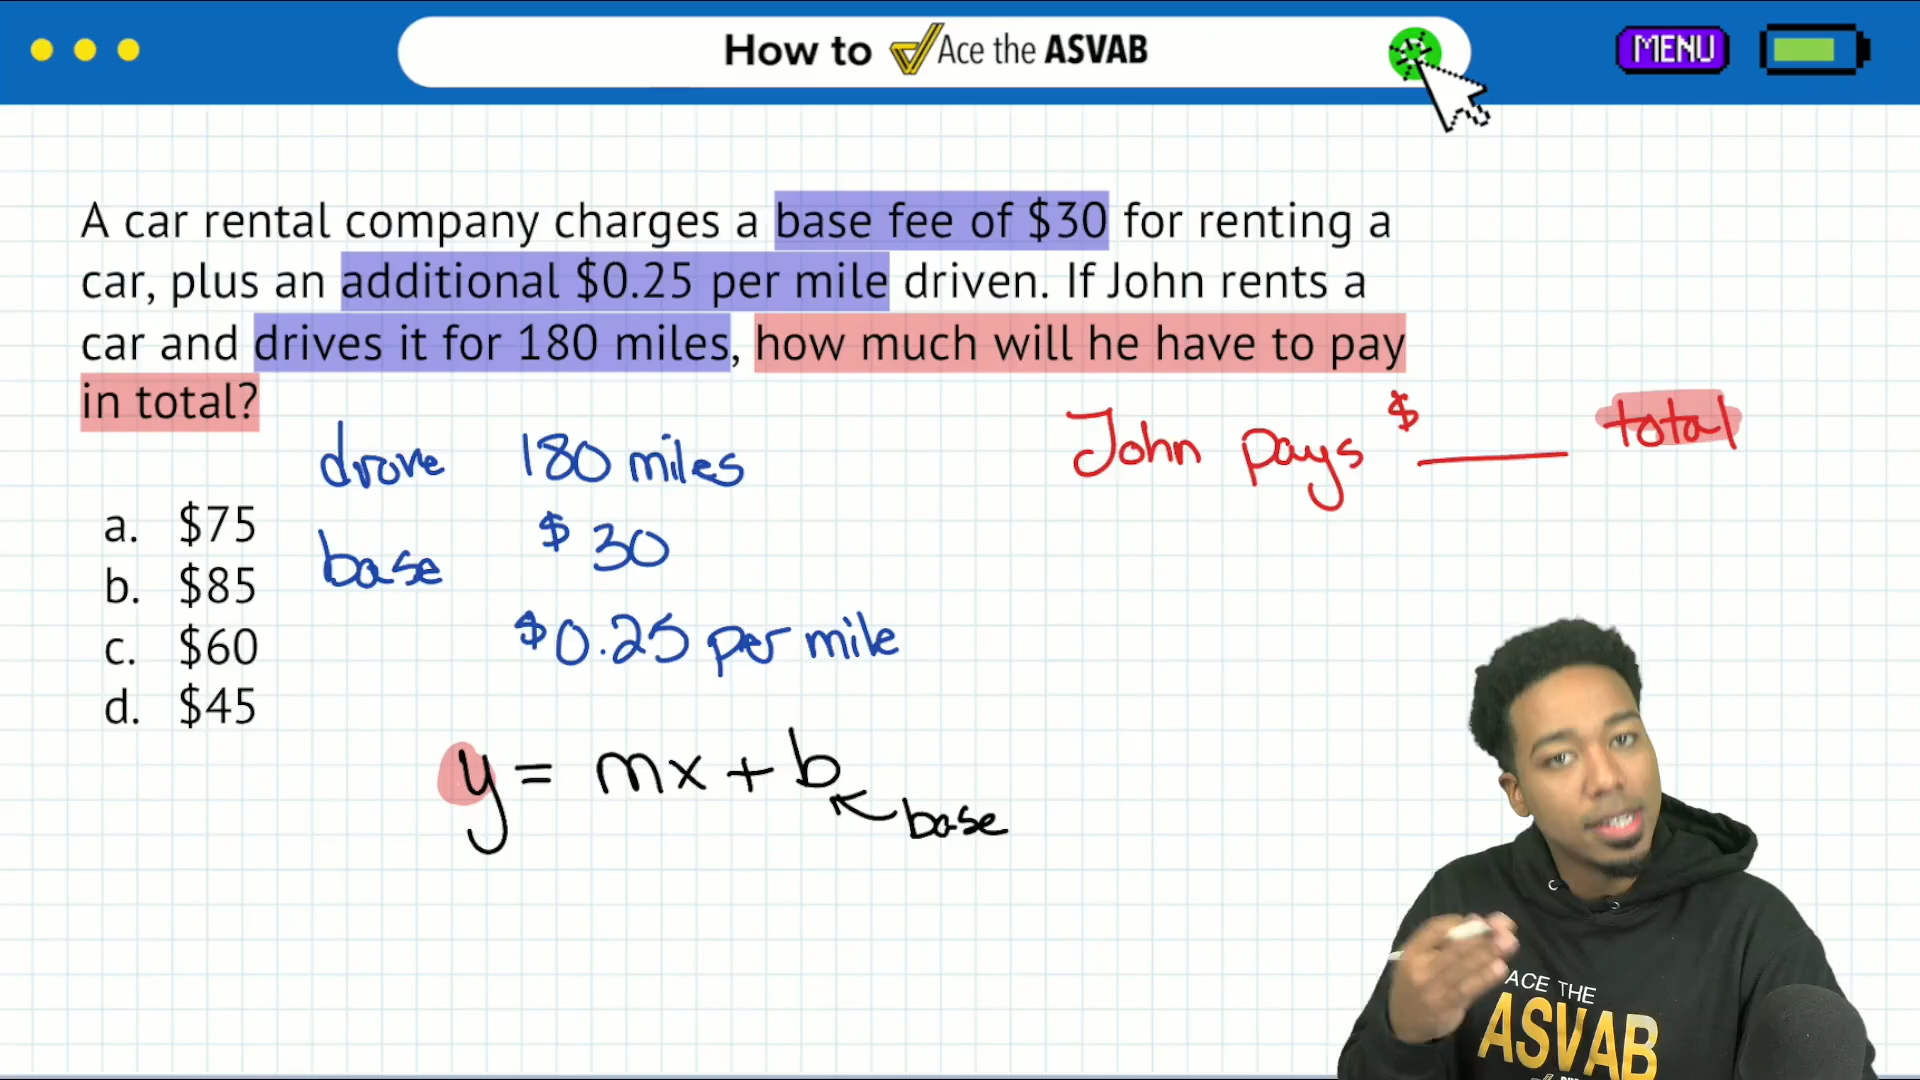 How to Ace the ASVAB
MENU
A car rental company charges a base fee of $30 for renting a
car, plus an additional $0.25 per mile driven. If John rents a
car and drives it for 180 miles, how much will he have to pay
in total?
John pays $ ____ total
drove 180 miles
base $ 30
$0.25 per mile
a. $75
b. $85
c. $60
d. $45
y = mx + b
base
ACE THE
ASVAB